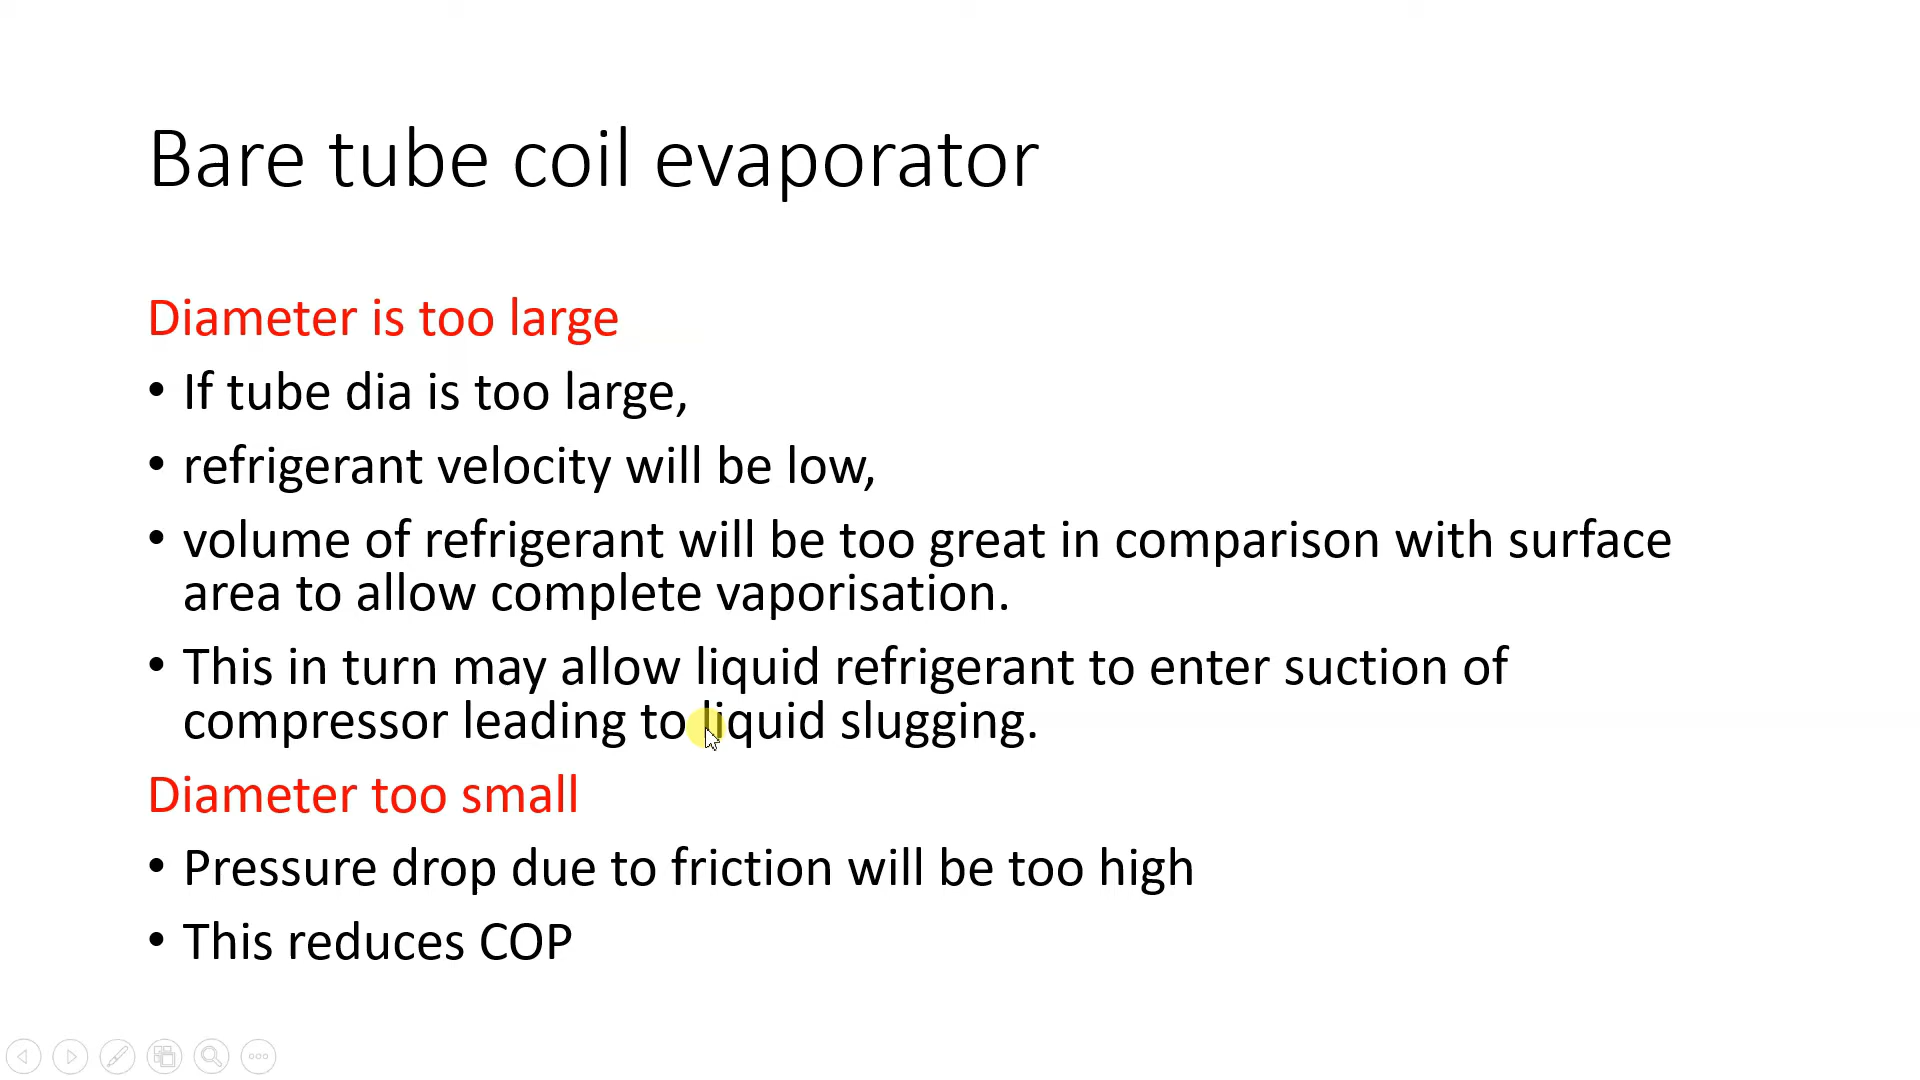 Bare tube coil evaporator
Diameter is too large
• If tube dia is too large,
• refrigerant velocity will be low,
• volume of refrigerant will be too great in comparison with surface
area to allow complete vaporisation.
• This in turn may allow liquid refrigerant to enter suction of
compressor leading to liquid slugging.
Diameter too small
• Pressure drop due to friction will be too high
• This reduces COP